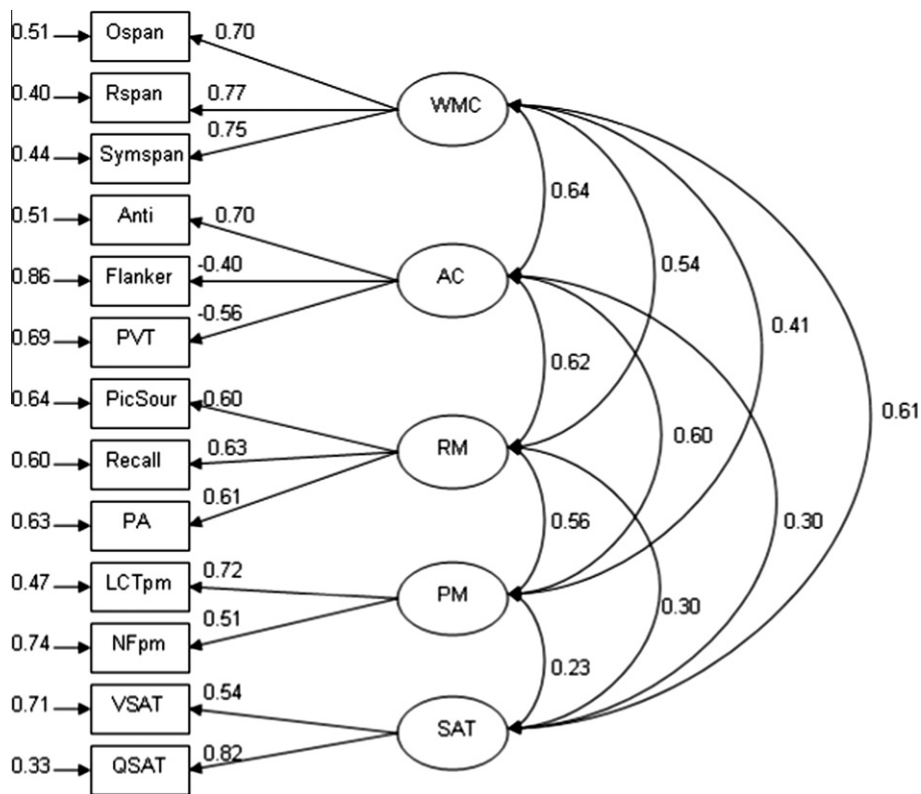 0.51 Ospan 0.70
0.40 Rspan 0.77 WMC
0.44 Symspan 0.75
0.64
0.51 Anti 0.70
0.54
0.86 Flanker -0.40 AC
0.41
0.69 PVT -0.56
0.62
0.64 PicSour 0.60
0.61
0.60 Recall 0.63 RM 0.60
0.63 PA 0.61
0.56 0.30
0.47 LCTpm 0.72 PM
0.30
0.74 NFpm 0.51
0.23
0.71 VSAT 0.54 SAT
0.33 QSAT 0.82